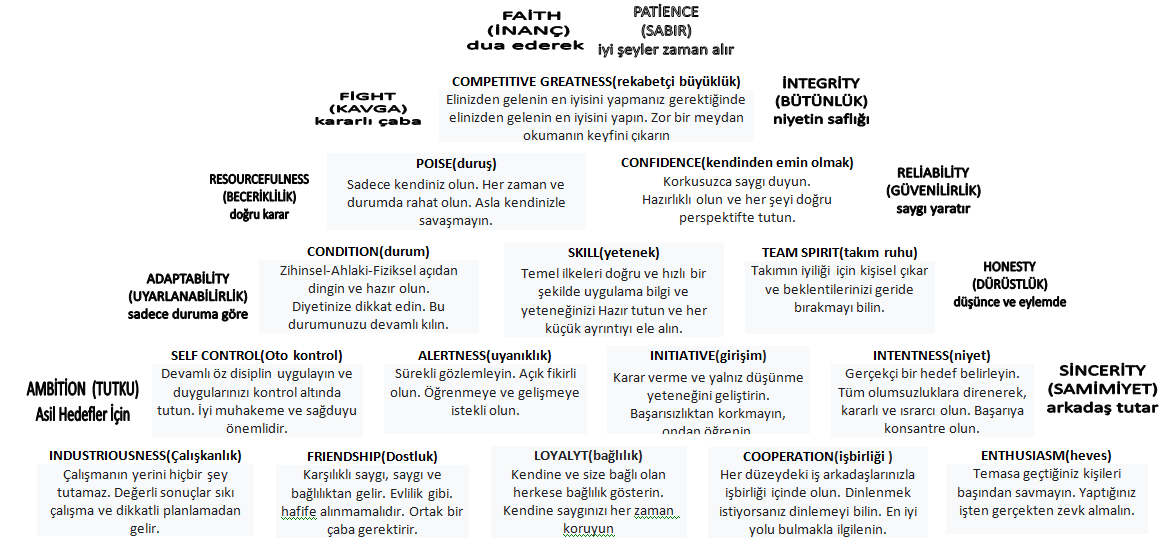 FAİTH
(İNANÇ)
dua ederek
PATİENCE
(SABIR)
iyi şeyler zaman alır
FİGHT
(KAVGA)
kararlı çaba
COMPETITIVE GREATNESS(rekabetçi büyüklük)
Elinizden gelenin en iyisini yapmanız gerektiğinde
elinizden gelenin en iyisini yapın. Zor bir meydan
okumanın keyfini çıkarın
İNTEGRİTY
(BÜTÜNLÜK)
niyetin saflığı
RESOURCEFULNESS
(BECERİKLİLİK)
doğru karar
POISE(duruş)
Sadece kendiniz olun. Her zaman ve
durumda rahat olun. Asla kendinizle
savaşmayın.
CONFIDENCE(kendinden emin olmak)
Korkusuzca saygı duyun.
Hazırlıklı olun ve her şeyi doğru
perspektifte tutun.
RELİABİLİTY
(GÜVENİLİRLİK)
saygı yaratır
ADAPTABİLİTY
(UYARLANABİLİRLİK)
sadece duruma göre
CONDITION(durum)
Zihinsel-Ahlaki-Fiziksel açıdan
dingin ve hazır olun.
Diyetinize dikkat edin. Bu
durumunuzu devamlı kılın.
SKILL(yetenek)
Temel ilkeleri doğru ve hızlı bir
şekilde uygulama bilgi ve
yeteneğinizi Hazır tutun ve her
küçük ayrıntıyı ele alın.
TEAM SPIRIT(takım ruhu)
Takımın iyiliği için kişisel çıkar
ve beklentilerinizi geride
bırakmayı bilin.
HONESTY
(DÜRÜSTLÜK)
düşünce ve eylemde
AMBİTİON (TUTKU)
Asil Hedefler İçin
SELF CONTROL(Oto kontrol)
Devamlı öz disiplin uygulayın ve
duygularınızı kontrol altında
tutun. İyi muhakeme ve sağduyu
önemlidir.
ALERTNESS(uyanıklık)
Sürekli gözlemleyin. Açık fikirli
olun. Öğrenmeye ve gelişmeye
istekli olun.
INITIATIVE(girişim)
Karar verme ve yalnız düşünme
yeteneğini geliştirin.
Başarısızlıktan korkmayın,
ondan öğrenin
INTENTNESS(niyet)
Gerçekçi bir hedef belirleyin.
Tüm olumsuzluklara direnerek,
kararlı ve ısrarcı olun. Başarıya
konsantre olun.
SİNCERİTY
(SAMİMİYET)
arkadaş tutar
INDUSTRIOUSNESS(Çalışkanlık)
Çalışmanın yerini hiçbir şey
tutamaz. Değerli sonuçlar sıkı
çalışma ve dikkatli planlamadan
gelir.
FRIENDSHIP(Dostluk)
Karşılıklı saygı, saygı ve
bağlılıktan gelir. Evlilik gibi.
hafife alınmamalıdır. Ortak bir
çaba gerektirir.
LOYALYT(bağlılık)
Kendine ve size bağlı olan
herkese bağlılık gösterin.
Kendine saygınızı her zaman
koruyun
COOPERATION(işbirliği )
Her düzeydeki iş arkadaşlarınızla
işbirliği içinde olun. Dinlenmek
istiyorsanız dinlemeyi bilin. En iyi
yolu bulmakla ilgilenin.
ENTHUSIASM(heves)
Temasa geçtiğiniz kişileri
başından savmayın. Yaptığınız
işten gerçekten zevk almalın.